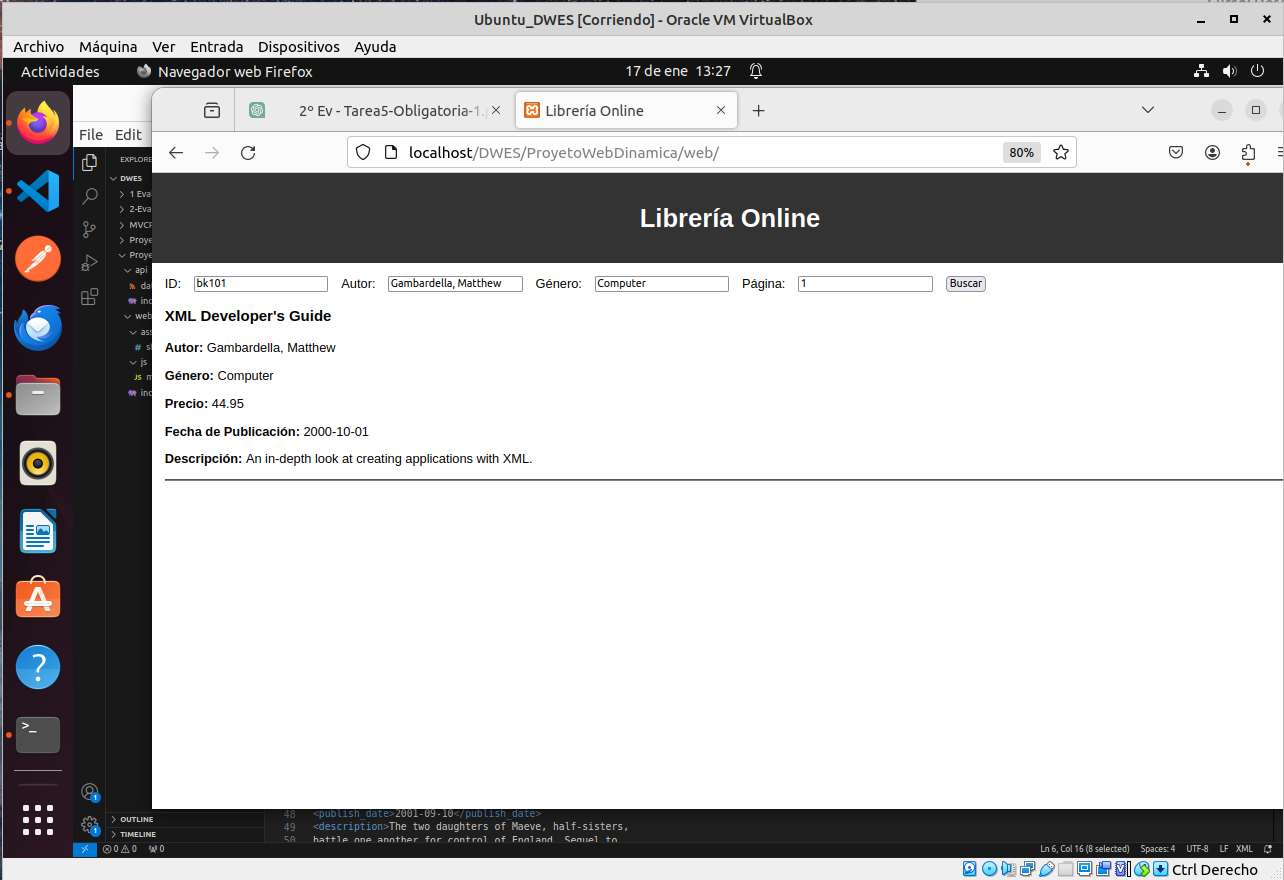 Ubuntu_DWES [Corriendo] - Oracle VM VirtualBox
Archivo Máquina Ver Entrada Dispositivos Ayuda
Actividades Navegador web Firefox 17 de ene 13:27
2º Ev - Tarea5-Obligatoria-1. Librería Online
File Edit
localhost/DWES/ProyetoWebDinamica/web/ 80%
EXPLORE
DWES
1 Eva
2-Eva
MVCF
Proye
Proye
api
dat
ind
web
ass
# s
js
JS m
ind
Librería Online
ID: bk101 Autor: Gambardella, Matthew Género: Computer Página: 1 Buscar
XML Developer's Guide
Autor: Gambardella, Matthew
Género: Computer
Precio: 44.95
Fecha de Publicación: 2000-10-01
Descripción: An in-depth look at creating applications with XML.
OUTLINE
TIMELINE
48 <publish_date>2001-09-10</publish_date>
49 <description>The two daughters of Maeve, half-sisters,
50 battle one another for control of England. Sequel to
0 0 0 Ln 6, Col 16 (8 selected) Spaces: 4 UTF-8 LF XML
Ctrl Derecho